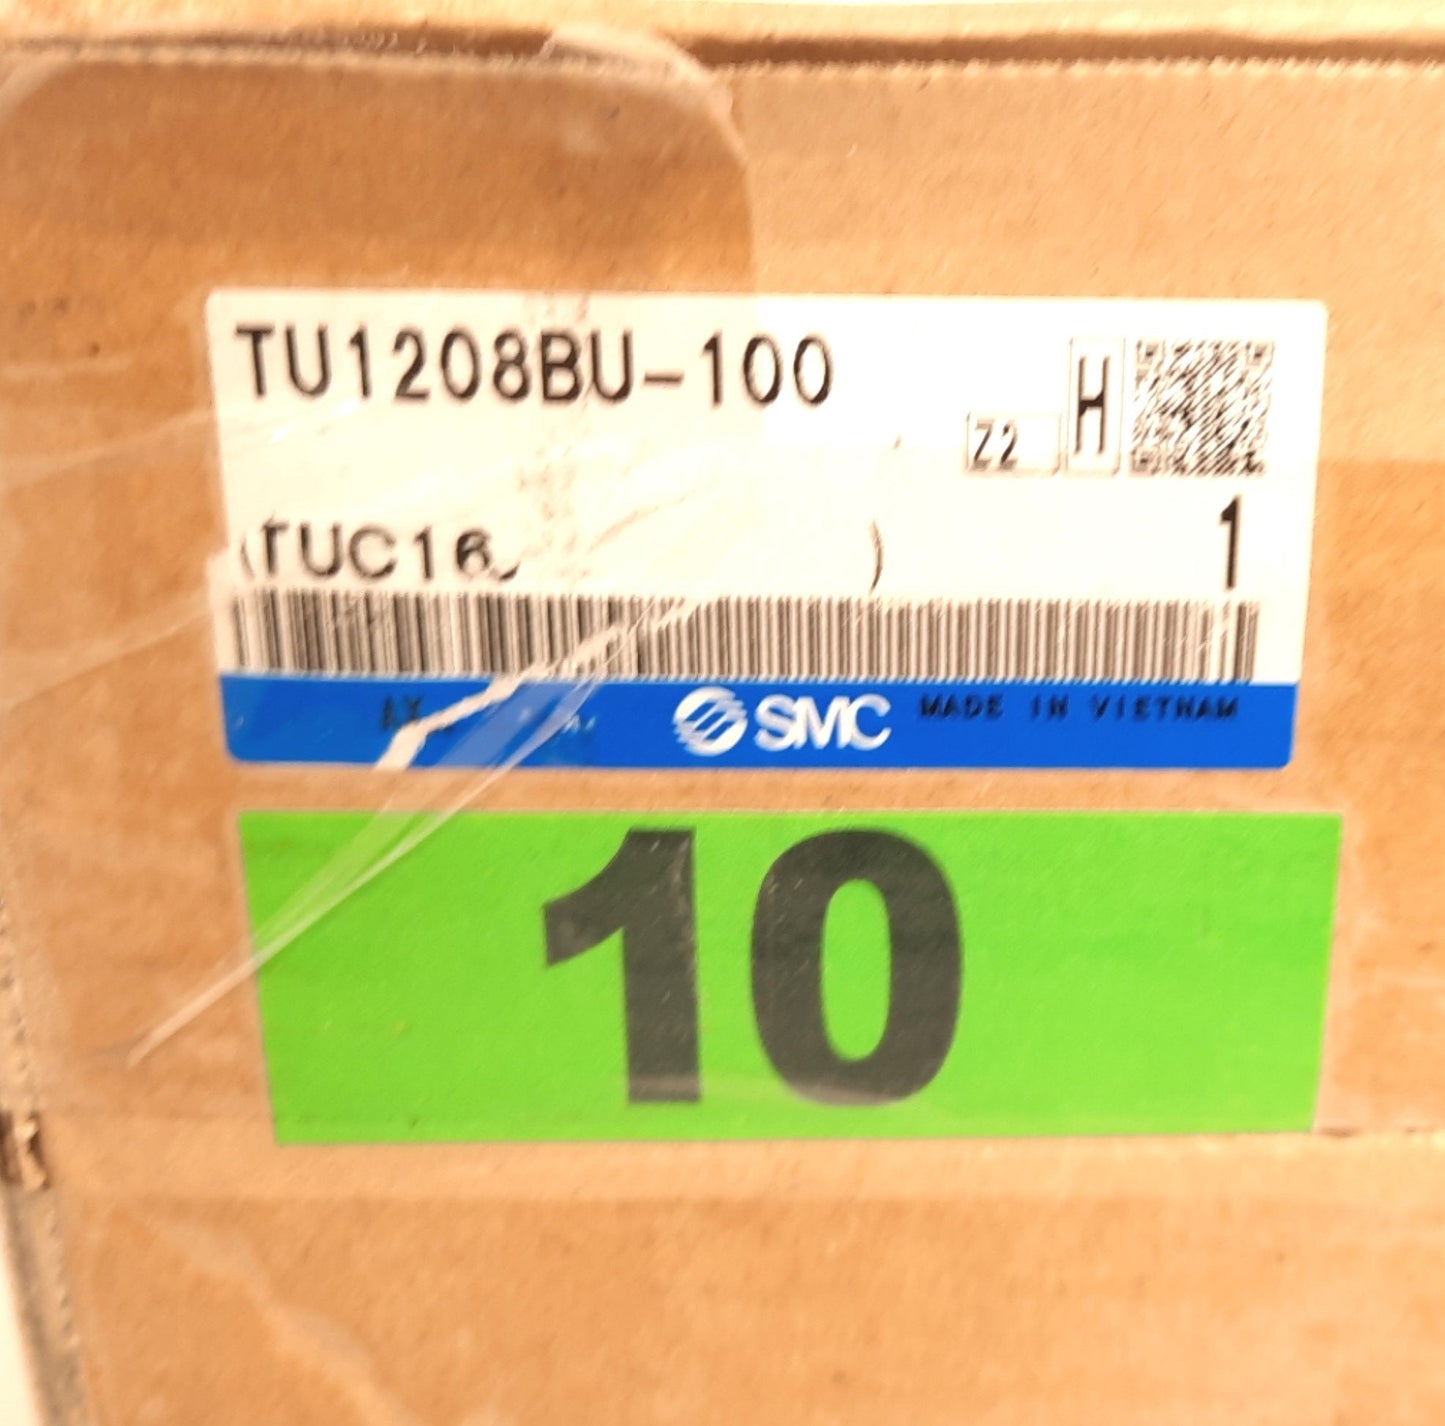 TU1208BU-100
Z2 H
(TUC16 ) 1
SMC MADE IN VIETNAM
10